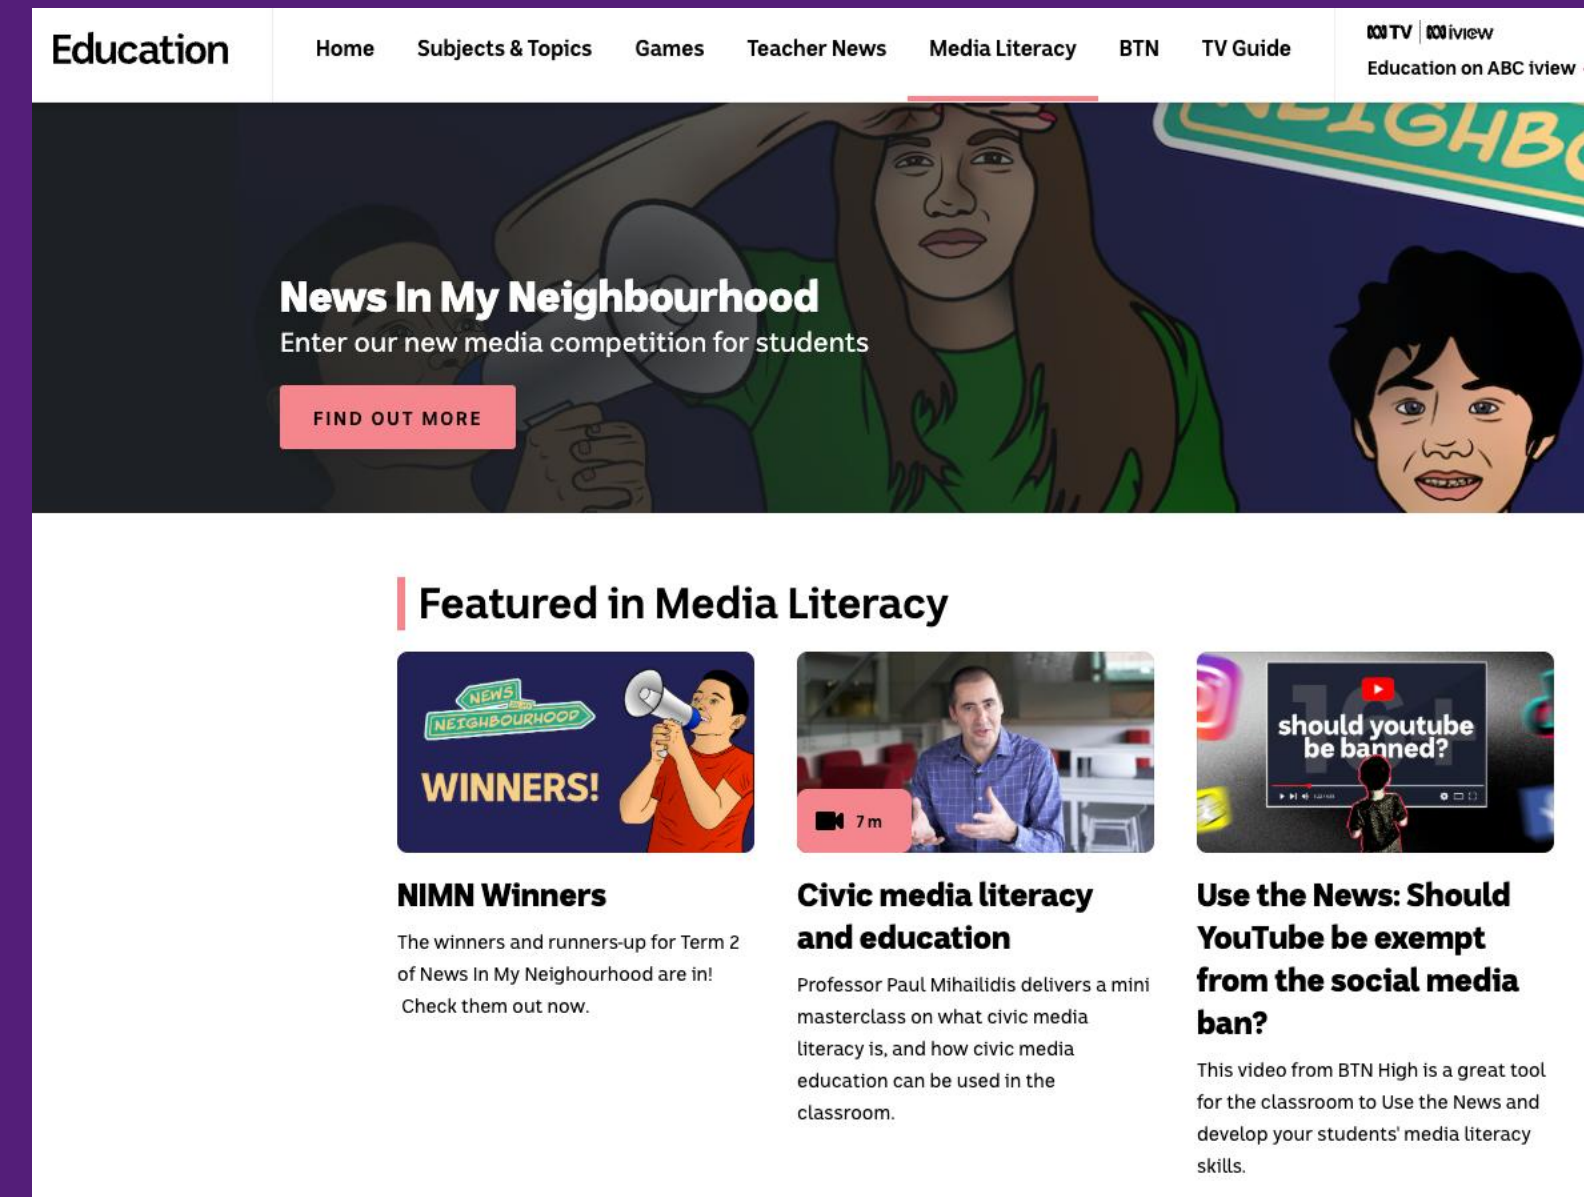 Education
Home
Subjects & Topics
Games
Teacher News
Media Literacy
BTN
TV Guide
TV
iview
Education on ABC iview
NEIGHBO
News In My Neighbourhood
Enter our new media competition for students
FIND OUT MORE
Featured in Media Literacy
NEWS
NEIGHBOURHOOD
WINNERS!
NIMN Winners
The winners and runners-up for Term 2
of News In My Neighourhood are in!
Check them out now.
7 m
Civic media literacy
and education
Professor Paul Mihailidis delivers a mini
masterclass on what civic media
literacy is, and how civic media
education can be used in the
classroom.
16+
should youtube
be banned?
Use the News: Should
YouTube be exempt
from the social media
ban?
This video from BTN High is a great tool
for the classroom to Use the News and
develop your students' media literacy
skills.